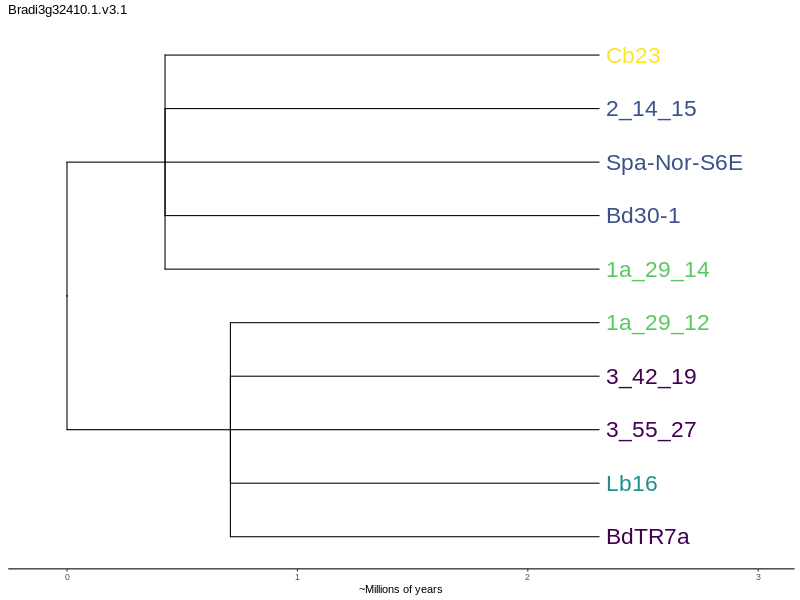 Bradi3g32410.1.v3.1
Cb23
2_14_15
Spa-Nor-S6E
Bd30-1
1a_29_14
1a_29_12
3_42_19
3_55_27
Lb16
BdTR7a
0 1 2 3
~Millions of years